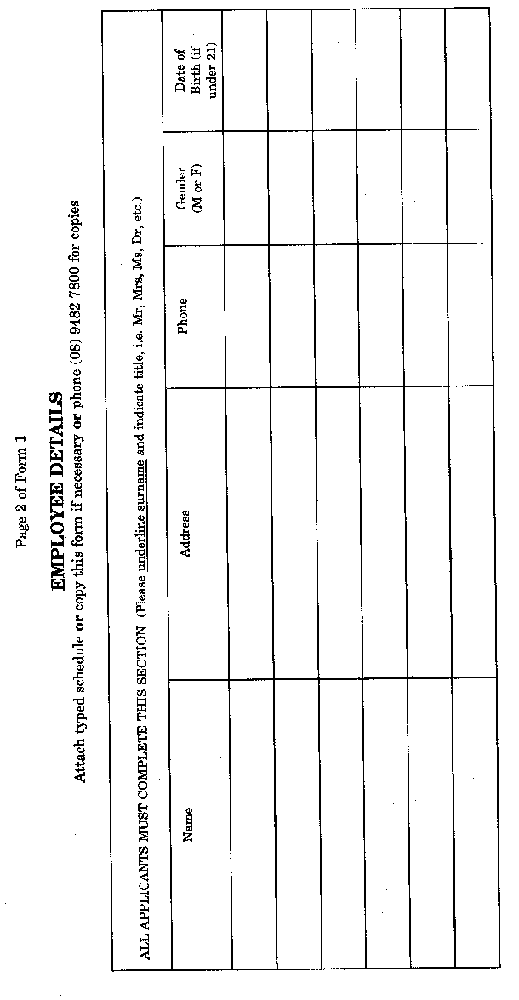 Page 2 of Form 1
EMPLOYEE DETAILS
Attach typed schedule or copy this form if necessary or phone (08) 9482 7800 for copies
ALL APPLICANTS MUST COMPLETE THIS SECTION (Please underline surname and indicate title, i.e. Mr, Mrs, Ms, Dr, etc.)
Name
Address
Phone
Gender
(M or F)
Date of
Birth (if
under 21)